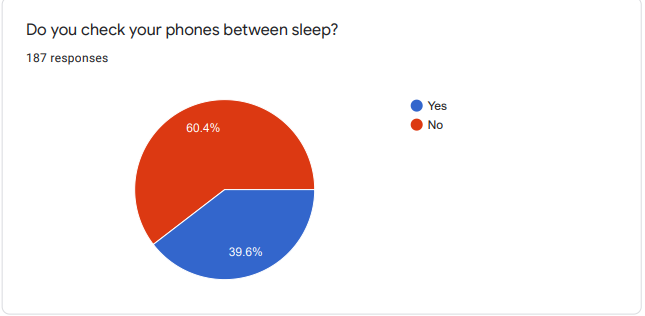 Do you check your phones between sleep?
187 responses
Yes
No
60.4%
39.6%